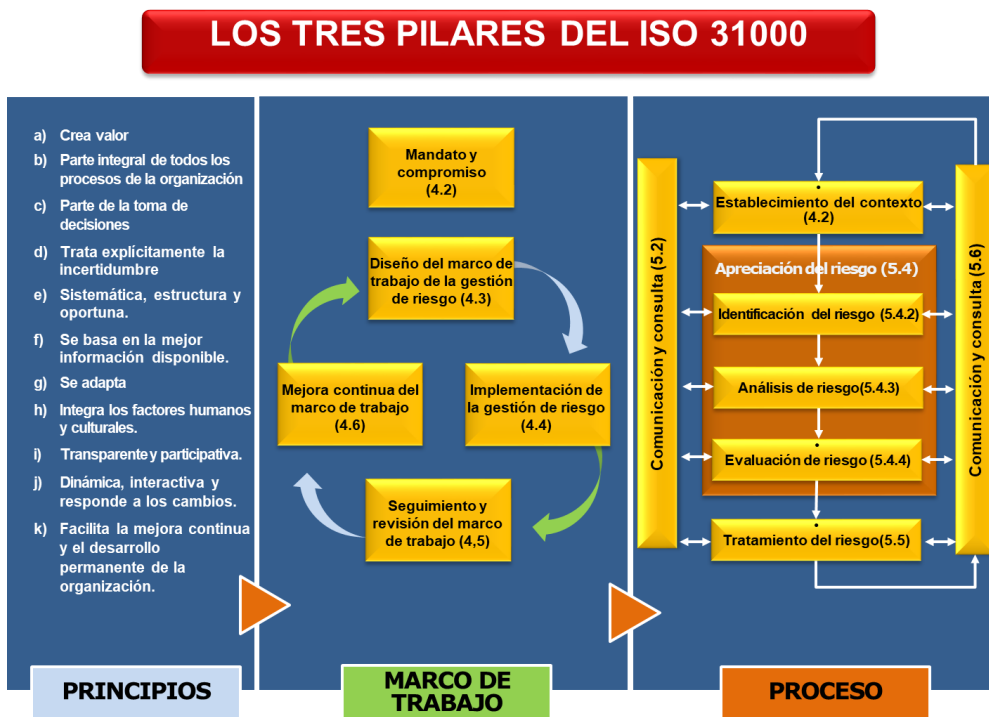 LOS TRES PILARES DEL ISO 31000
a) Crea valor
b) Parte integral de todos los
procesos de la organización
c) Parte de la toma de
decisiones
d) Trata explícitamente la
incertidumbre
e) Sistemática, estructura y
oportuna.
f) Se basa en la mejor
información disponible.
g) Se adapta
h) Integra los factores humanos
y culturales.
i) Transparente y participativa.
j) Dinámica, interactiva y
responde a los cambios.
k) Facilita la mejora continua
y el desarrollo
permanente de la
organización.
PRINCIPIOS
Mandato y
compromiso
(4.2)
Diseño del marco de
trabajo de la gestión
de riesgo (4.3)
Implementación de
la gestión de riesgo
(4.4)
Seguimiento y
revisión del marco
de trabajo (4,5)
Mejora continua del
marco de trabajo
(4.6)
MARCO DE
TRABAJO
Comunicación y consulta (5.2)
Establecimiento del contexto
(4.2)
Apreciación del riesgo (5.4)
Identificación del riesgo (5.4.2)
Análisis de riesgo(5.4.3)
Evaluación de riesgo (5.4.4)
Tratamiento del riesgo(5.5)
Comunicación y consulta (5.6)
PROCESO